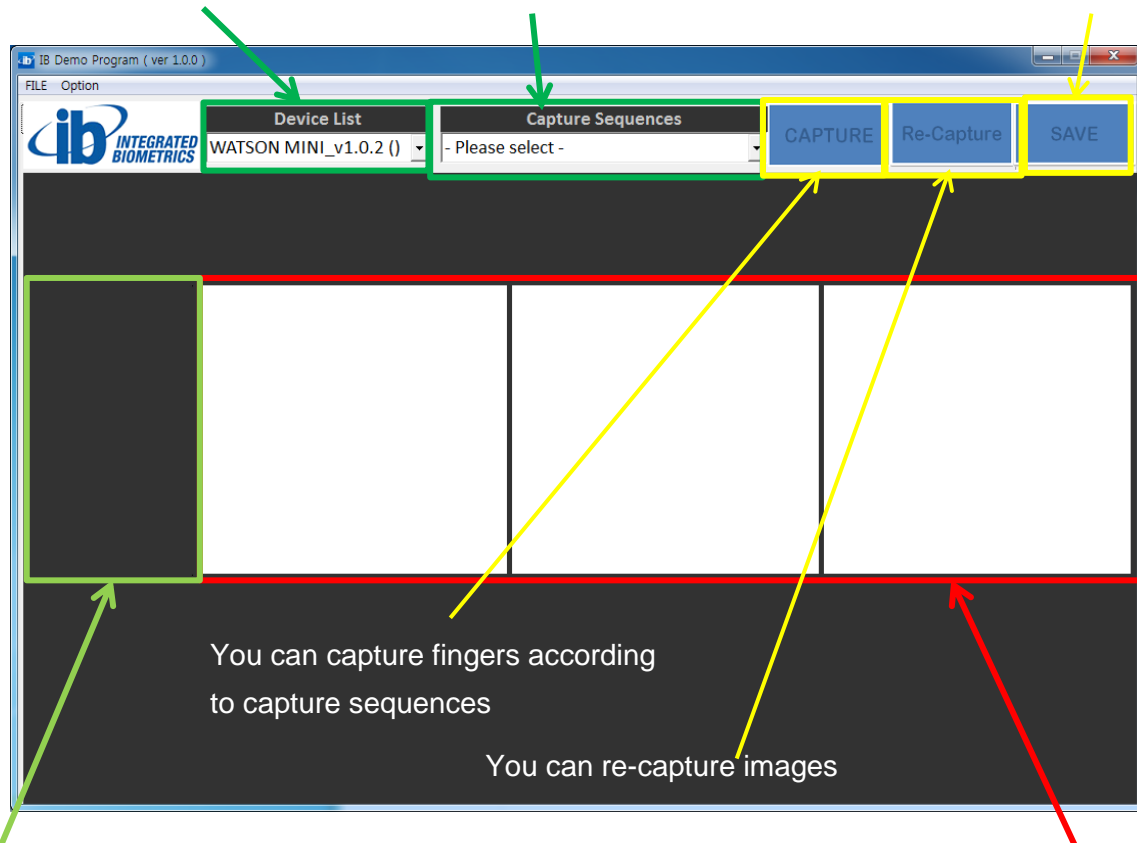 IB Demo Program ( ver 1.0.0 )
FILE Option
ib INTEGRATED
BIOMETRICS
Device List
WATSON MINI_v1.0.2 ()
Capture Sequences
- Please select -
CAPTURE
Re-Capture
SAVE
You can capture fingers according
to capture sequences
You can re-capture images